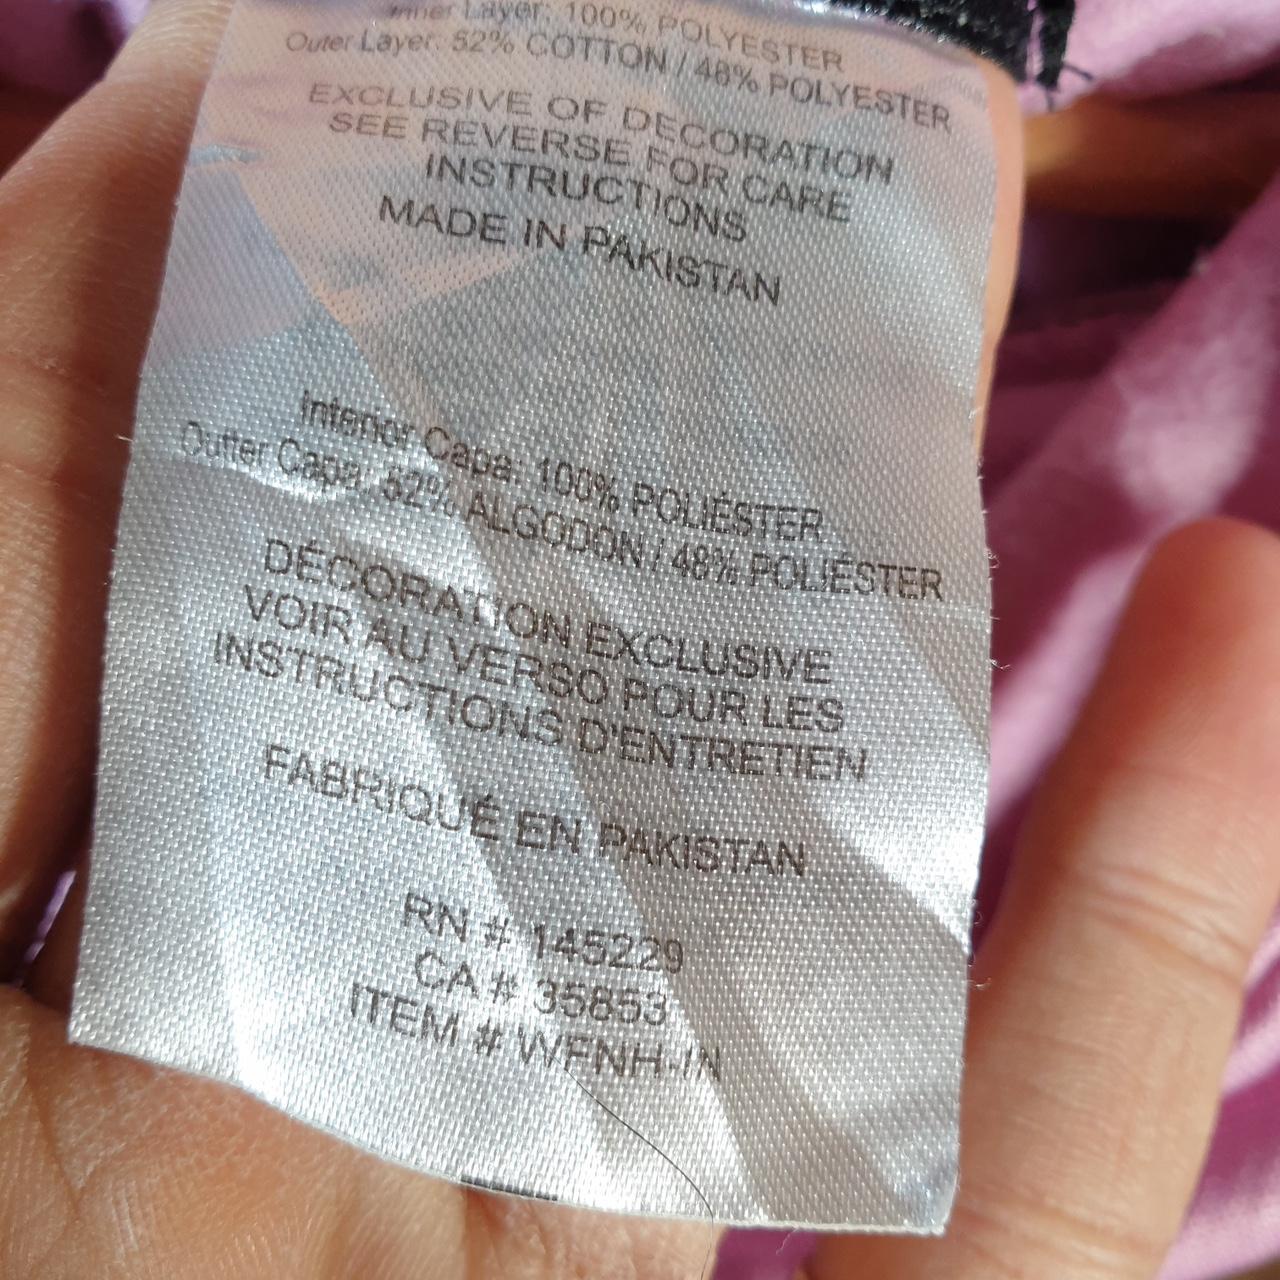 Inner Layer: 100% POLYESTER
Outer Layer: 52% COTTON / 48% POLYESTER
EXCLUSIVE OF DECORATION
SEE REVERSE FOR CARE
INSTRUCTIONS
MADE IN PAKISTAN
Interior Capa: 100% POLIÉSTER
Outter Capa: 52% ALGODON / 48% POLIÉSTER
DÉCORATION EXCLUSIVE
VOIR AU VERSO POUR LES
INSTRUCTIONS D'ENTRETIEN
FABRIQUÉ EN PAKISTAN
RN # 145229
CA # 35853
ITEM # WFNH-IN